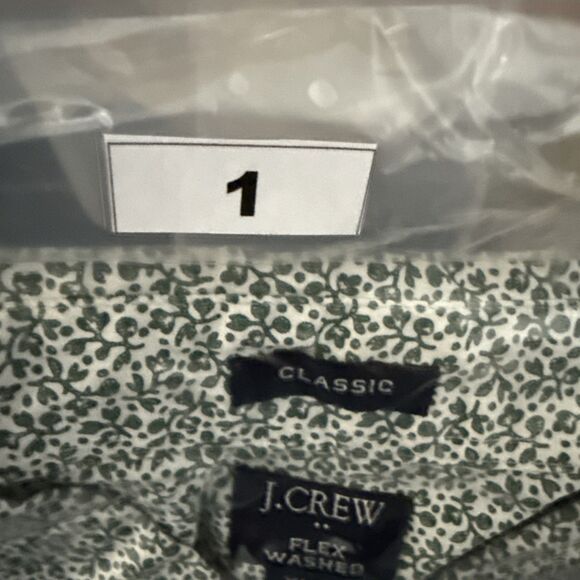 1
CLASSIC
J.CREW
FLEX
WASHED